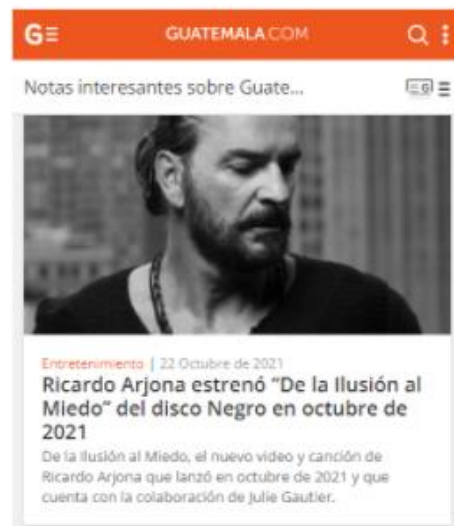 G
GUATEMALA.COM
Notas interesantes sobre Guate...
G
Entretenimiento | 22 Octubre de 2021
Ricardo Arjona estrenó “De la Ilusión al
Miedo” del disco Negro en octubre de
2021
De la Ilusión al Miedo, el nuevo video y canción de
Ricardo Arjona que lanzó en octubre de 2021 y que
cuenta con la colaboración de Julie Gautier.